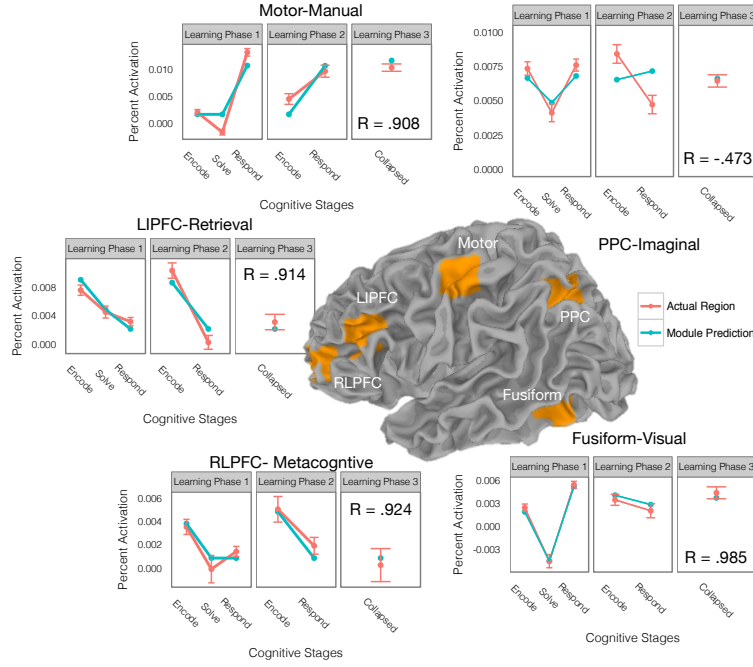 Motor-Manual
Learning Phase 1 Learning Phase 2 Learning Phase 3
Percent Activation
0.010
0.005
0.000
R = .908
Encode Solve Respond Encode Respond Collapsed
Cognitive Stages
Learning Phase 1 Learning Phase 2 Learning Phase 3
Percent Activation
0.0100
0.0075
0.0050
0.0025
0.0000
R = -.473
Encode Solve Respond Encode Respond Collapsed
PPC-Imaginal
LIPFC-Retrieval
Learning Phase 1 Learning Phase 2 Learning Phase 3
Percent Activation
0.008
0.004
0.000
R = .914
Encode Solve Respond Encode Respond Collapsed
Cognitive Stages
Motor
LIPFC
PPC
RLPFC
Fusiform
Actual Region
Module Prediction
RLPFC- Metacogntive
Learning Phase 1 Learning Phase 2 Learning Phase 3
Percent Activation
0.006
0.004
0.002
0.000
R = .924
Encode Solve Respond Encode Respond Collapsed
Cognitive Stages
Fusiform-Visual
Learning Phase 1 Learning Phase 2 Learning Phase 3
Percent Activation
0.006
0.003
0.000
-0.003
R = .985
Encode Solve Respond Encode Respond Collapsed
Cognitive Stages